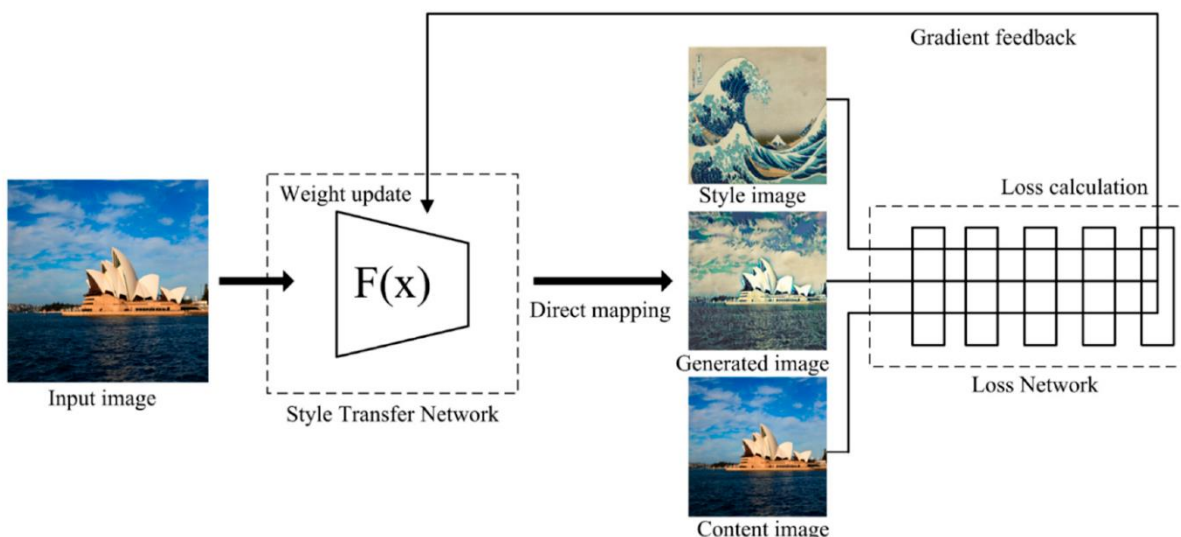 Gradient feedback
Weight update
Style image
Loss calculation
F(x)
Direct mapping
Input image
Style Transfer Network
Generated image
Loss Network
Content image